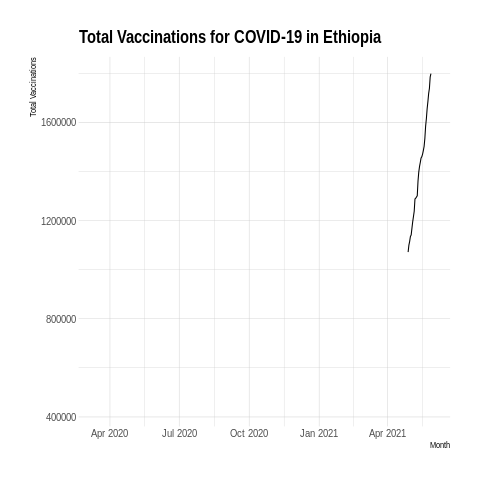 Total Vaccinations for COVID-19 in Ethiopia
Total Vaccinations
1600000
1200000
800000
400000
Apr 2020 Jul 2020 Oct 2020 Jan 2021 Apr 2021
Month